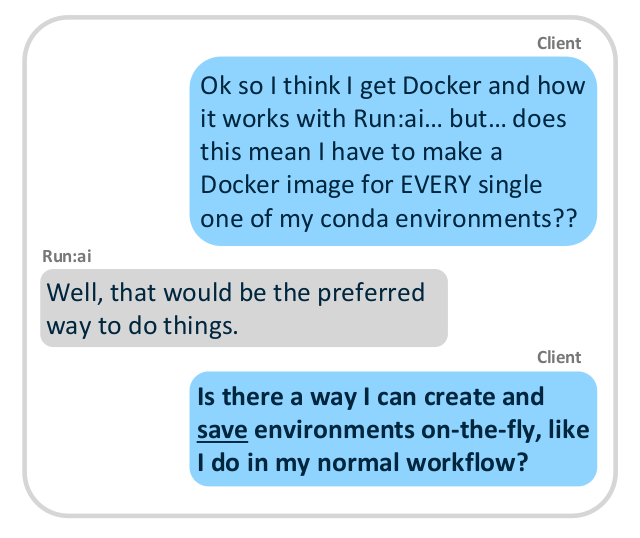 Client
Ok so I think I get Docker and how
it works with Run:ai... but... does
this mean I have to make a
Docker image for EVERY single
one of my conda environments??
Run:ai
Well, that would be the preferred
way to do things.
Client
Is there a way I can create and
save environments on-the-fly, like
I do in my normal workflow?